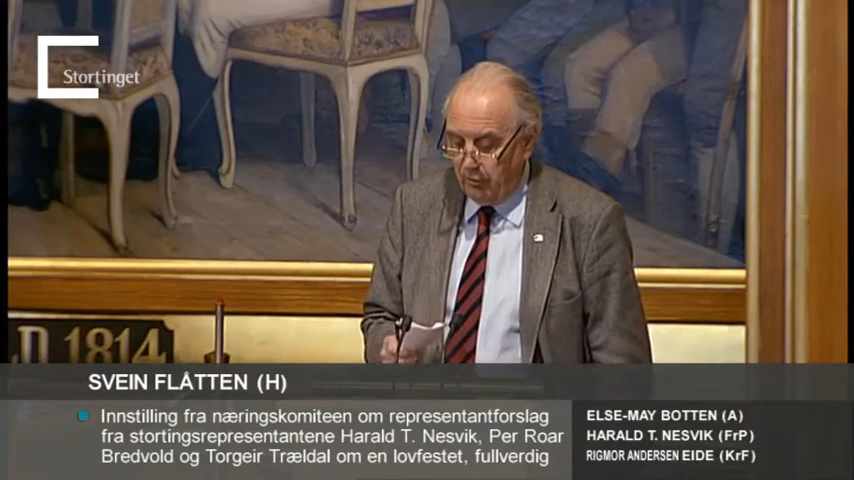 Stortinget
D. 1814
SVEIN FLÅTTEN (H)
Innstilling fra næringskomiteen om representantforslag
fra stortingsrepresentantene Harald T. Nesvik, Per Roar
Bredvold og Torgeir Trældal om en lovfestet, fullverdig
ELSE-MAY BOTTEN (A)
HARALD T. NESVIK (FrP)
RIGMOR ANDERSEN EIDE (KrF)